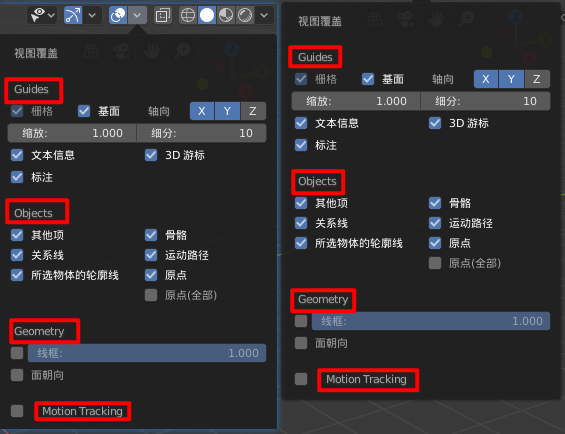 视图覆盖
Guides
栅格 基面 轴向 X Y Z
缩放: 1.000 细分: 10
文本信息 3D 游标
标注
Objects
其他项 骨骼
关系线 运动路径
所选物体的轮廓线 原点
原点(全部)
Geometry
线框: 1.000
面朝向
Motion Tracking
视图覆盖
Guides
栅格 基面 轴向 X Y Z
缩放: 1.000 细分: 10
文本信息 3D 游标
标注
Objects
其他项 骨骼
关系线 运动路径
所选物体的轮廓线 原点
原点(全部)
Geometry
线框: 1.000
面朝向
Motion Tracking